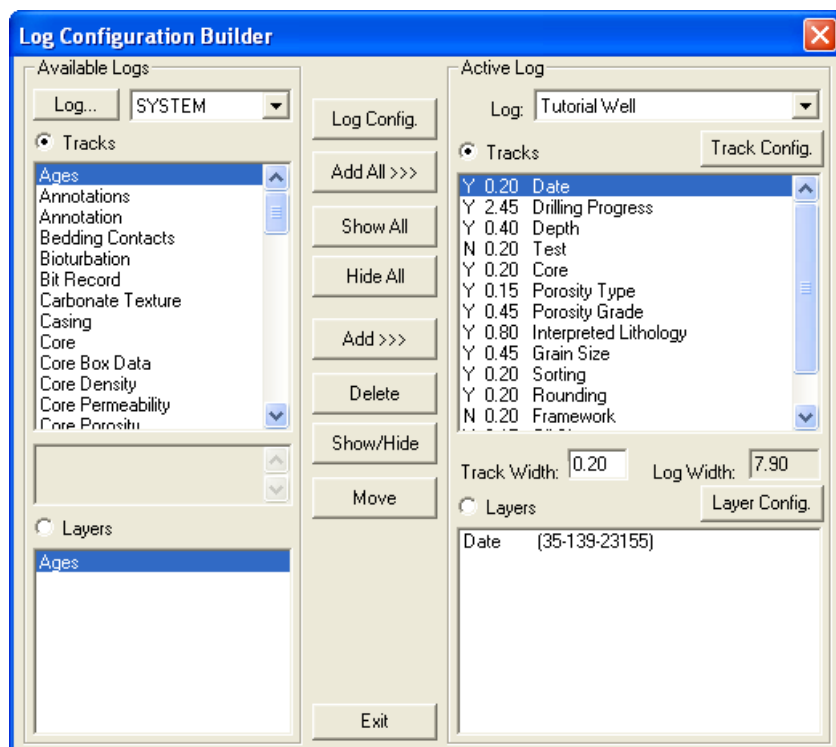 Log Configuration Builder
Available Logs
Log... SYSTEM
Tracks
Ages
Annotations
Annotation
Bedding Contacts
Bioturbation
Bit Record
Carbonate Texture
Casing
Core
Core Box Data
Core Density
Core Permeability
Core Porosity
Layers
Ages
Log Config.
Add All >>>
Show All
Hide All
Add >>>
Delete
Show/Hide
Move
Exit
Active Log
Log: Tutorial Well
Tracks Track Config.
Y 0.20 Date
Y 2.45 Drilling Progress
Y 0.40 Depth
N 0.20 Test
Y 0.20 Core
Y 0.15 Porosity Type
Y 0.45 Porosity Grade
Y 0.80 Interpreted Lithology
Y 0.45 Grain Size
Y 0.20 Sorting
Y 0.20 Rounding
N 0.20 Framework
Track Width: 0.20 Log Width: 7.90
Layers Layer Config.
Date (35-139-23155)